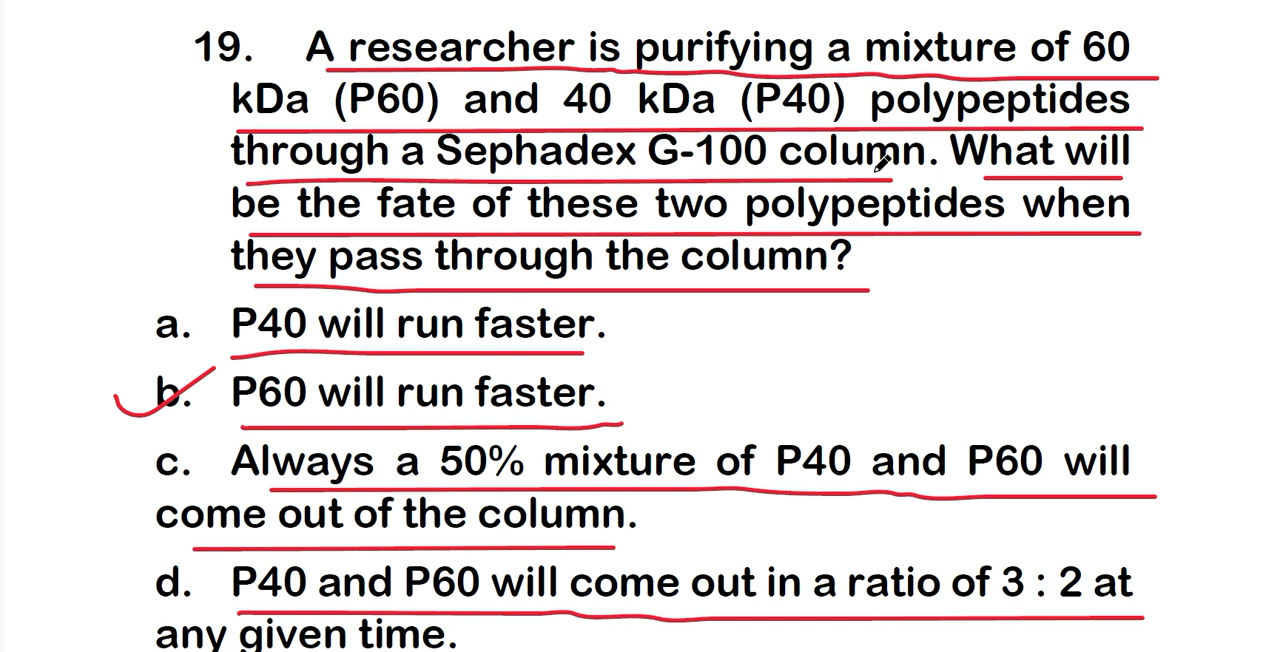 19. A researcher is purifying a mixture of 60
kDa (P60) and 40 kDa (P40) polypeptides
through a Sephadex G-100 column. What will
be the fate of these two polypeptides when
they pass through the column?
a. P40 will run faster.
b. P60 will run faster.
c. Always a 50% mixture of P40 and P60 will
come out of the column.
d. P40 and P60 will come out in a ratio of 3 : 2 at
any given time.